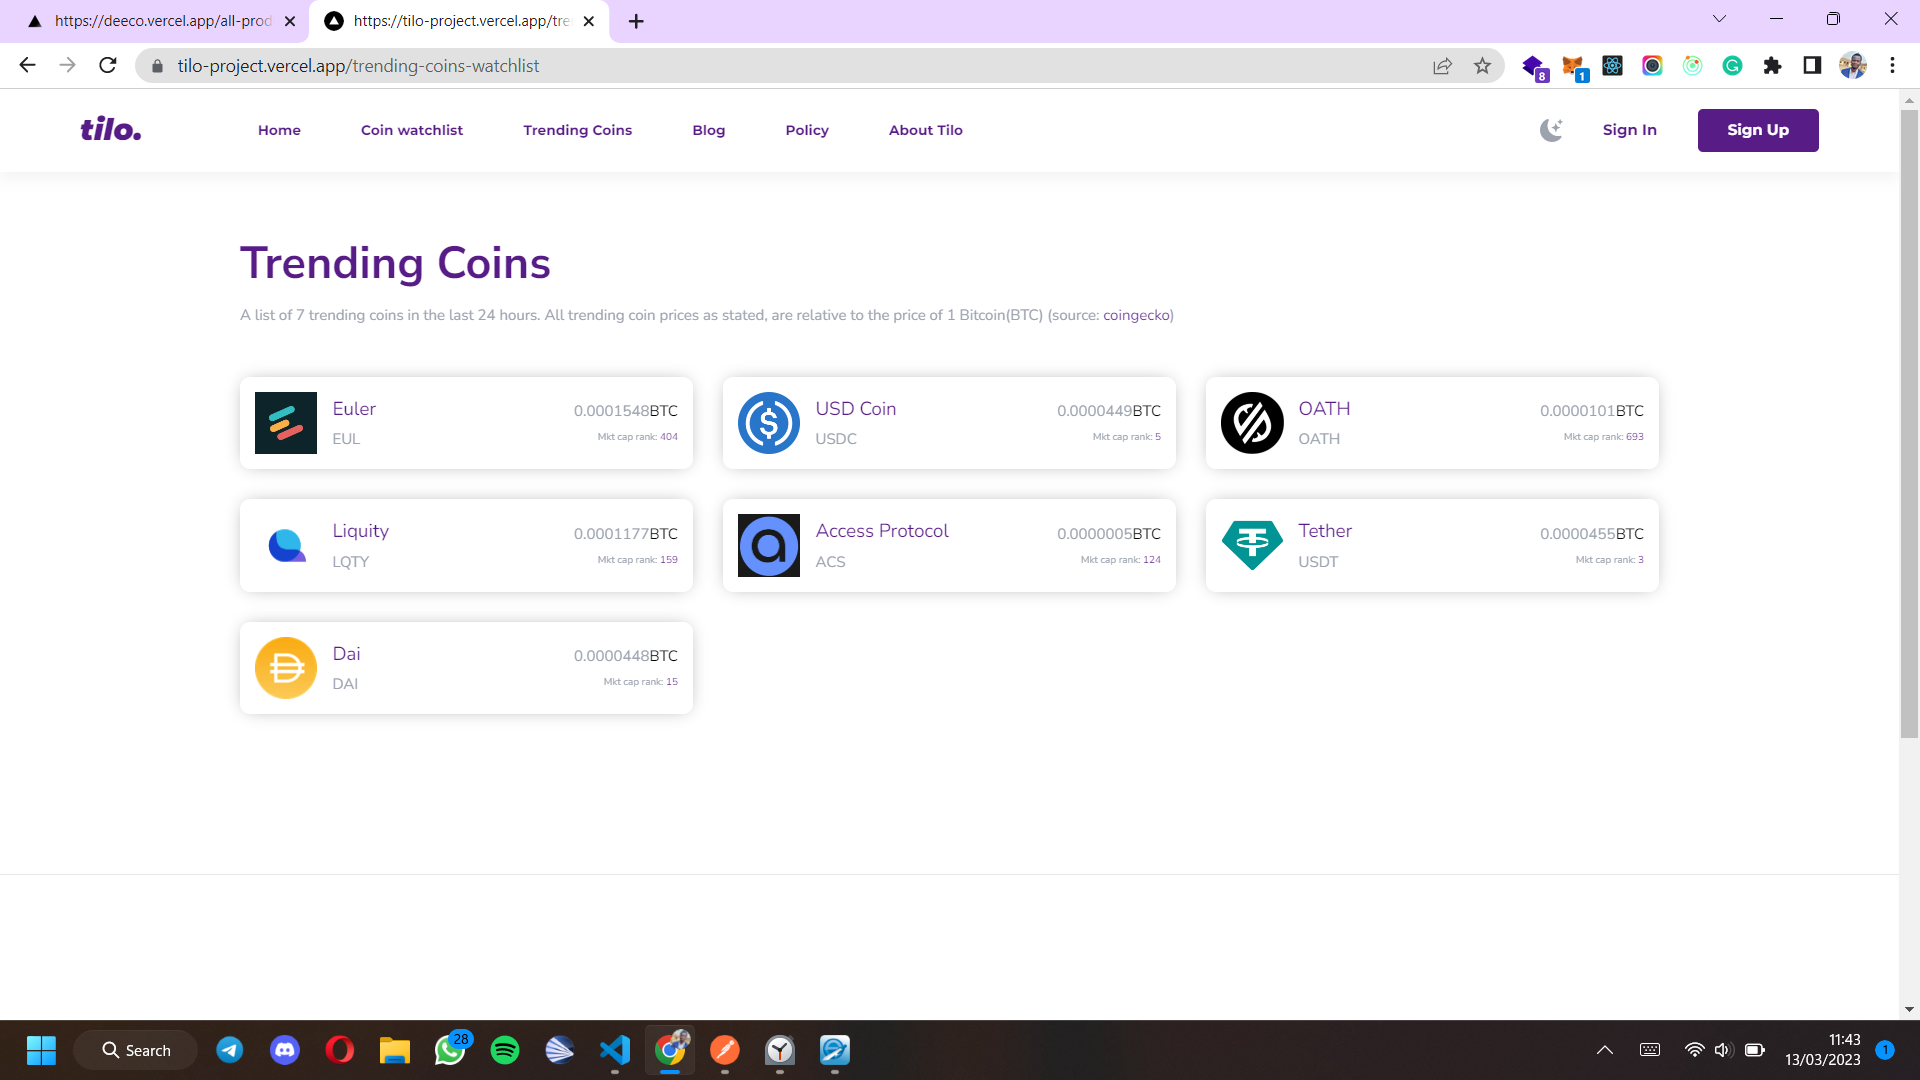 https://deeco.vercel.app/all-prod
https://tilo-project.vercel.app/tre
tilo-project.vercel.app/trending-coins-watchlist
8
1
tilo.
Home
Coin watchlist
Trending Coins
Blog
Policy
About Tilo
Sign In
Sign Up
Trending Coins
A list of 7 trending coins in the last 24 hours. All trending coin prices as stated, are relative to the price of 1 Bitcoin(BTC) (source: coingecko)
Euler
0.0001548BTC
EUL
Mkt cap rank: 404
USD Coin
0.0000449BTC
USDC
Mkt cap rank: 5
OATH
0.0000101BTC
OATH
Mkt cap rank: 693
Liquity
0.0001177BTC
LQTY
Mkt cap rank: 159
Access Protocol
0.0000005BTC
ACS
Mkt cap rank: 124
Tether
0.0000455BTC
USDT
Mkt cap rank: 3
Dai
0.0000448BTC
DAI
Mkt cap rank: 15
Search
28
11:43
13/03/2023
1